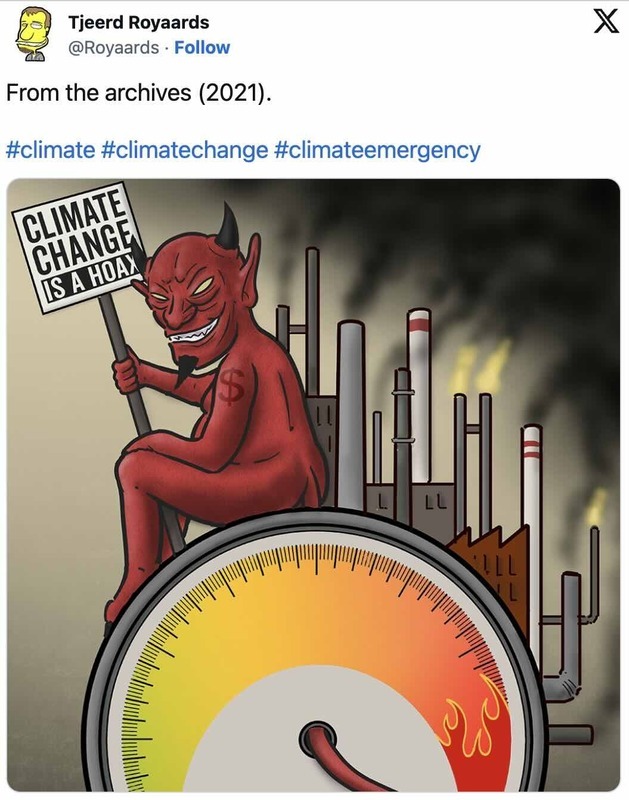 Tjeerd Royaards
@Royaards · Follow
From the archives (2021).
#climate #climatechange #climateemergency
CLIMATE
CHANGE
IS A HOAX
$